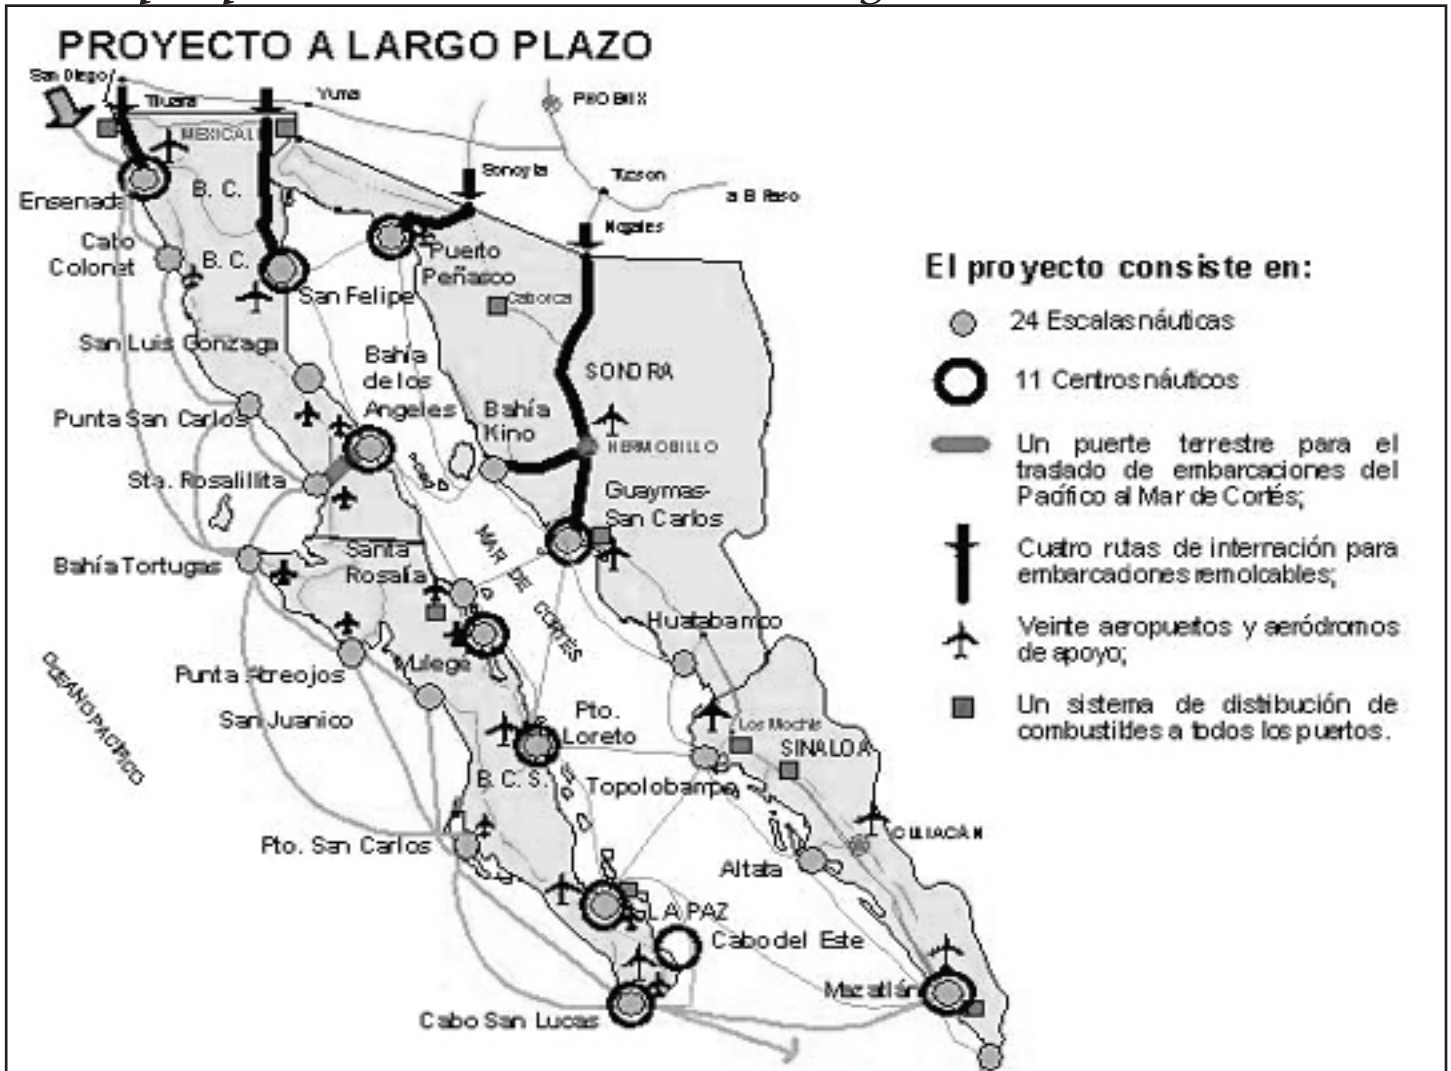 PROYECTO A LARGO PLAZO
San Diego
Tijuana
Yuma
PHOENIX
MEXICALI
Sonoyta
Tucson
a El Paso
Nogales
Ensenada
B. C.
Cabo
Colonet
B. C.
Puerto
Peñasco
Caborca
San Felipe
San Luis Gonzaga
Bahía
de los
Angeles
SONORA
Punta San Carlos
Bahía
Kino
HERMOSILLO
Sta. Rosalillita
Guaymas-
San Carlos
MAR DE CORTÉS
Bahía Tortugas
Santa
Rosalía
Huatabampo
OCEANO PACIFICO
Punta Abreojos
Mulegé
San Juanico
Pto.
Loreto
Los Mochis
SINALOA
B. C. S.
Topolobampo
Pto. San Carlos
CULIACÁN
Altata
LA PAZ
Cabo del Este
Mazatlán
Cabo San Lucas
El proyecto consiste en:
24 Escalas náuticas
11 Centros náuticos
Un puerte terrestre para el
traslado de embarcaciones del
Pacífico al Mar de Cortés;
Cuatro rutas de internación para
embarcaciones remolcables;
Veinte aeropuertos y aeródromos
de apoyo;
Un sistema de distribución de
combustibles a todos los puertos.